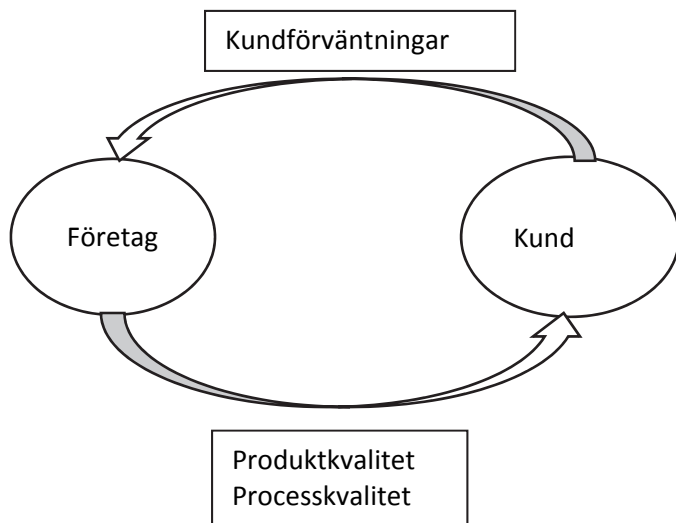 Kundförväntningar
Företag
Kund
Produktkvalitet
Processkvalitet